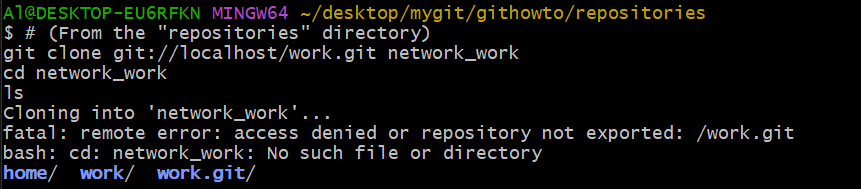 Al@DESKTOP-EU6RFKN MINGW64 ~/desktop/mygit/githowto/repositories
$ # (From the "repositories" directory)
git clone git://localhost/work.git network_work
cd network_work
ls
Cloning into 'network_work'...
fatal: remote error: access denied or repository not exported: /work.git
bash: cd: network_work: No such file or directory
home/  work/  work.git/